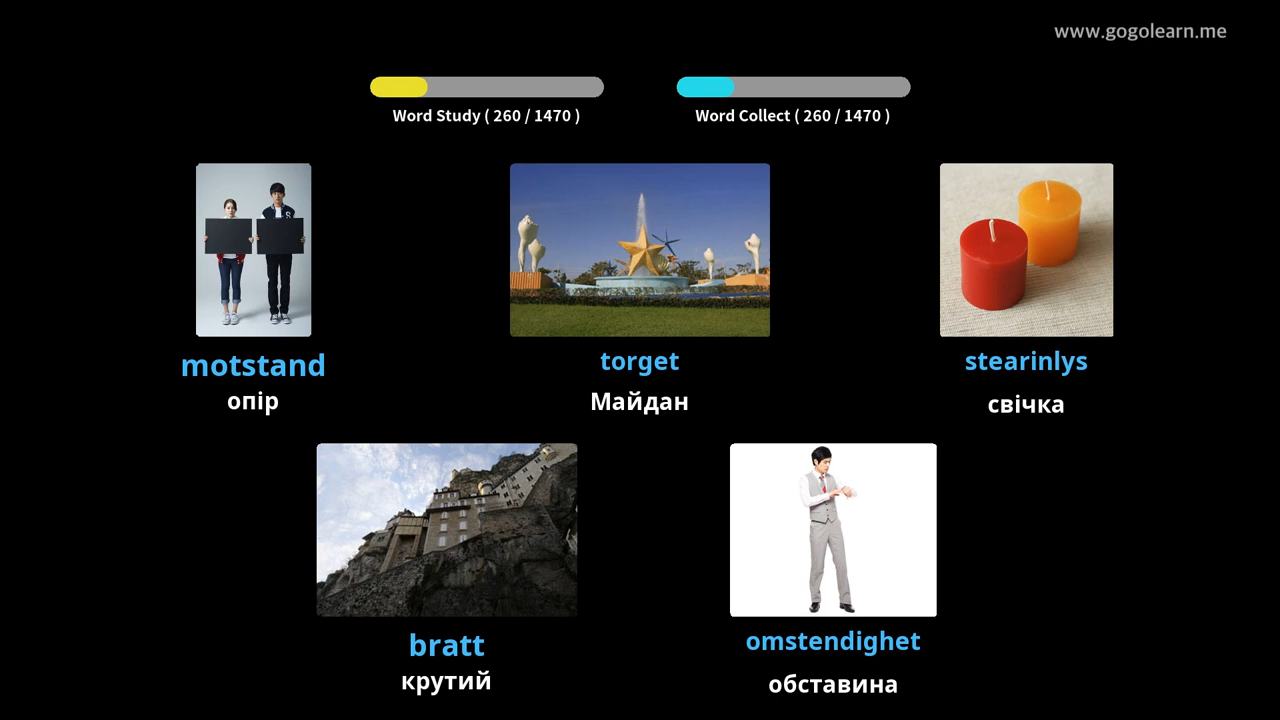 www.gogolearn.me
Word Study ( 260 / 1470 )
Word Collect ( 260 / 1470 )
motstand
опір
torget
Майдан
stearinlys
свічка
bratt
крутий
omstendighet
обставина